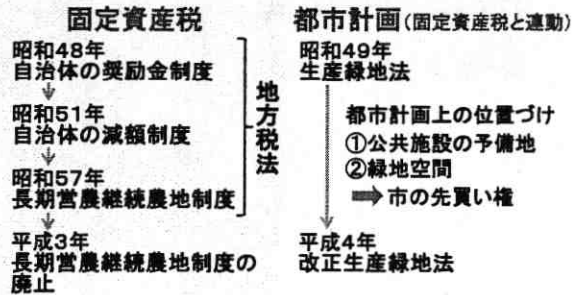 固定資産税
昭和48年
自治体の奨励金制度
昭和51年
自治体の減額制度
昭和57年
長期営農継続農地制度
平成3年
長期営農継続農地制度の
廃止
地方税法
都市計画(固定資産税と連動)
昭和49年
生産緑地法
都市計画上の位置づけ
①公共施設の予備地
②緑地空間
➡市の先買い権
平成4年
改正生産緑地法